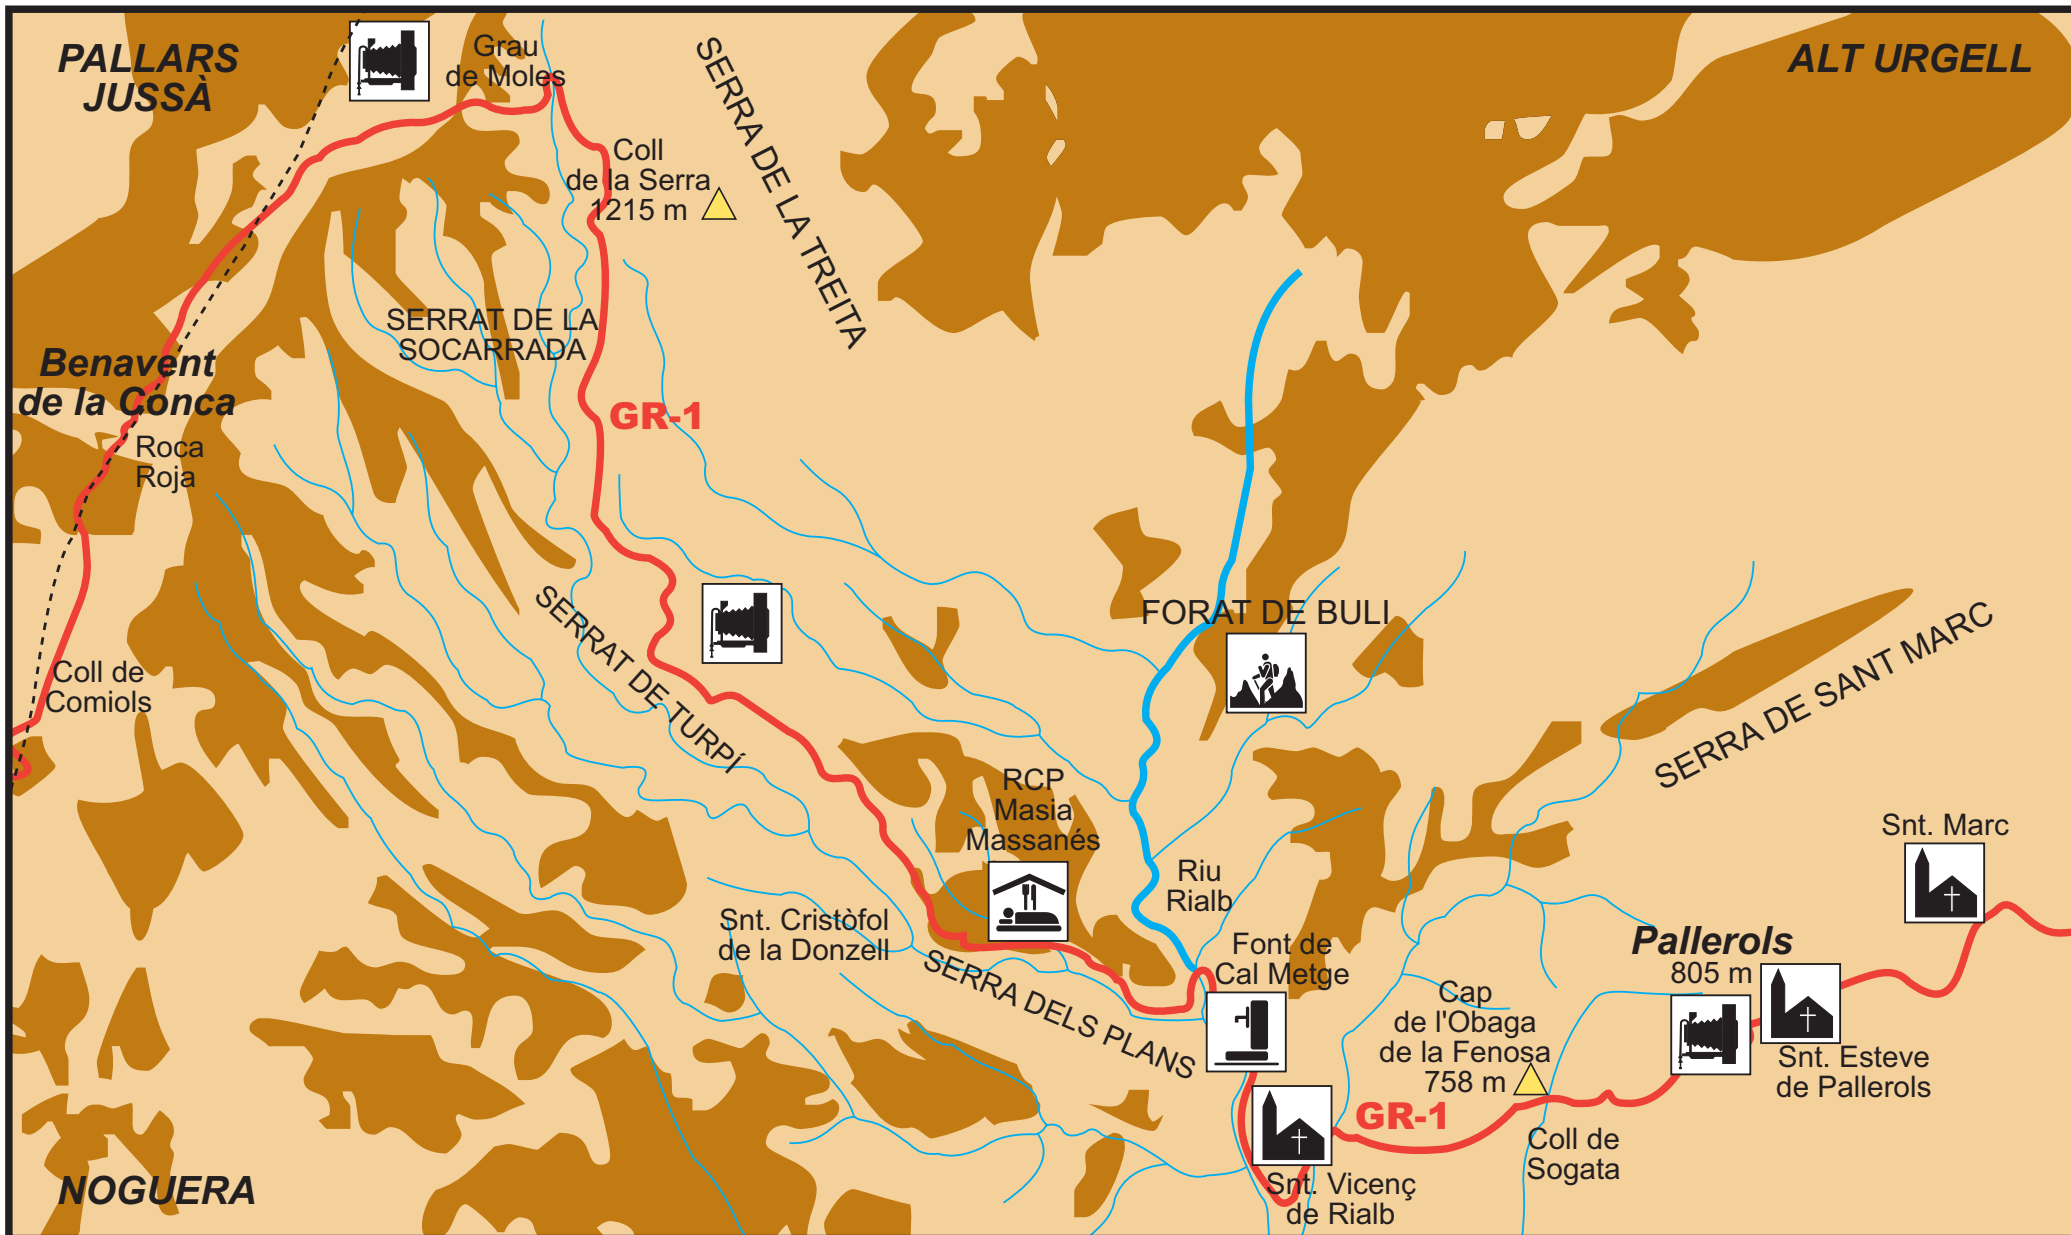 PALLARS
JUSSÀ
Grau
de Moles
SERRA DE LA TREITA
ALT URGELL
Coll
de la Serra
1215 m
SERRAT DE LA
SOCARRADA
Benavent
de la Conca
GR-1
Roca
Roja
SERRAT DE TURPÍ
FORAT DE BULI
SERRA DE SANT MARC
Coll de
Comiols
RCP
Masia
Massanés
Snt. Marc
Riu
Rialb
Snt. Cristòfol
de la Donzell
SERRA DELS PLANS
Font de
Cal Metge
Pallerols
805 m
Cap
de l'Obaga
de la Fenosa
758 m
Snt. Esteve
de Pallerols
GR-1
Coll de
Sogata
NOGUERA
Snt. Vicenç
de Rialb